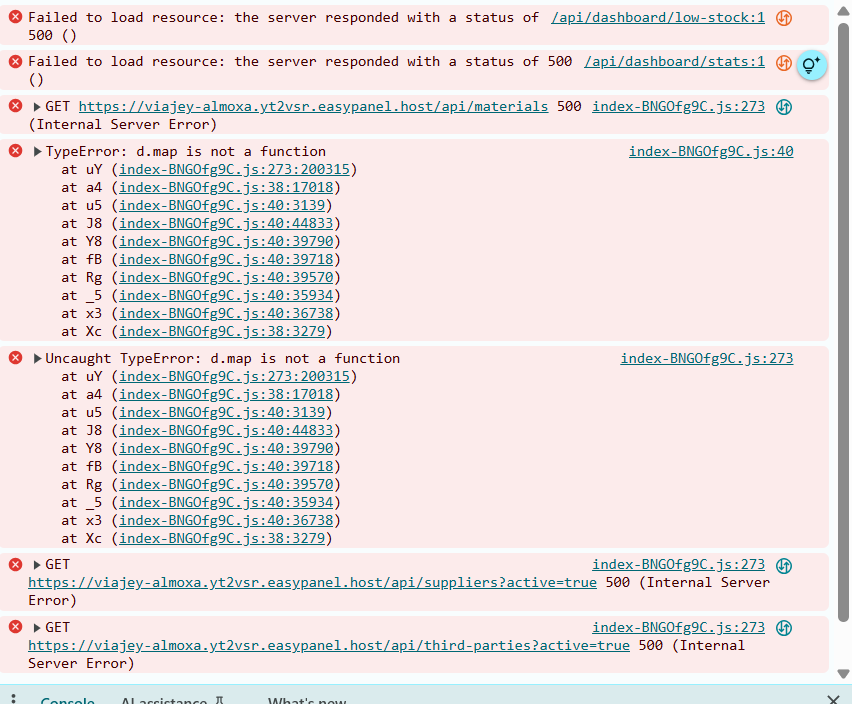 Failed to load resource: the server responded with a status of /api/dashboard/low-stock:1
500 ()
Failed to load resource: the server responded with a status of 500 /api/dashboard/stats:1
()
GET https://viajey-almoxa.yt2vsr.easypanel.host/api/materials 500 index-BNGOfg9C.js:273
(Internal Server Error)
TypeError: d.map is not a function index-BNGOfg9C.js:40
at uY (index-BNGOfg9C.js:273:200315)
at a4 (index-BNGOfg9C.js:38:17018)
at u5 (index-BNGOfg9C.js:40:3139)
at J8 (index-BNGOfg9C.js:40:44833)
at Y8 (index-BNGOfg9C.js:40:39790)
at fB (index-BNGOfg9C.js:40:39718)
at Rg (index-BNGOfg9C.js:40:39570)
at _5 (index-BNGOfg9C.js:40:35934)
at x3 (index-BNGOfg9C.js:40:36738)
at Xc (index-BNGOfg9C.js:38:3279)
Uncaught TypeError: d.map is not a function index-BNGOfg9C.js:273
at uY (index-BNGOfg9C.js:273:200315)
at a4 (index-BNGOfg9C.js:38:17018)
at u5 (index-BNGOfg9C.js:40:3139)
at J8 (index-BNGOfg9C.js:40:44833)
at Y8 (index-BNGOfg9C.js:40:39790)
at fB (index-BNGOfg9C.js:40:39718)
at Rg (index-BNGOfg9C.js:40:39570)
at _5 (index-BNGOfg9C.js:40:35934)
at x3 (index-BNGOfg9C.js:40:36738)
at Xc (index-BNGOfg9C.js:38:3279)
GET index-BNGOfg9C.js:273
https://viajey-almoxa.yt2vsr.easypanel.host/api/suppliers?active=true 500 (Internal Server
Error)
GET index-BNGOfg9C.js:273
https://viajey-almoxa.yt2vsr.easypanel.host/api/third-parties?active=true 500 (Internal
Server Error)
Console AI assistance What's new